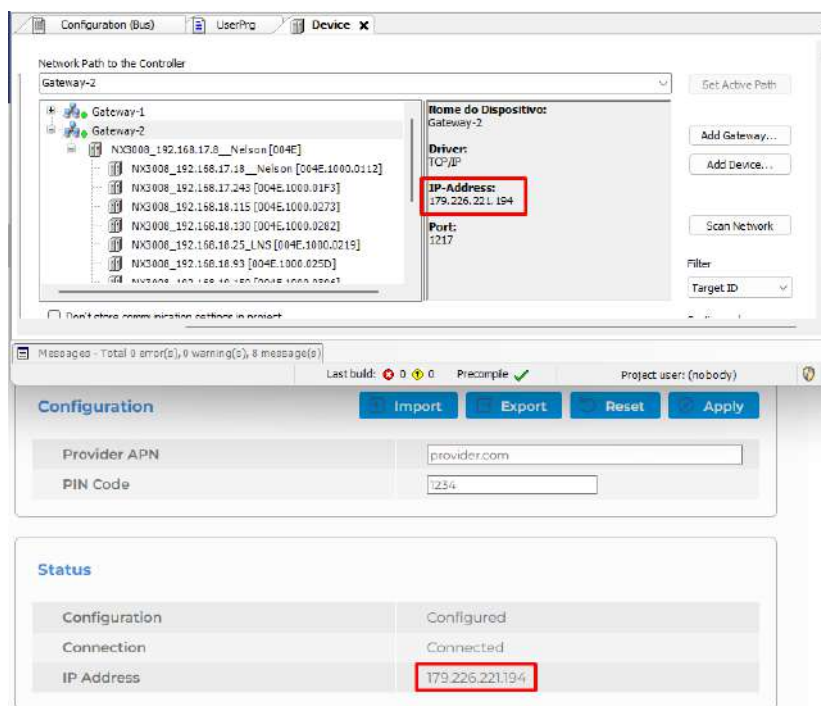 Configuration (Bus) UserPrg Device X
Network Path to the Controller
Gateway-2 Set Active Path
Gateway-1
Gateway-2
NX3008_192.168.17.8__Nelson [004E]
NX3008_192.168.17.18__Nelson [004E.1000.0112]
NX3008_192.168.17.243 [004E.1000.01F3]
NX3008_192.168.18.115 [004E.1000.0273]
NX3008_192.168.18.130 [004E.1000.0282]
NX3008_192.168.18.25_LNS [004E.1000.0219]
NX3008_192.168.18.93 [004E.1000.025D]
Nome do Dispositivo:
Gateway-2
Driver:
TCP/IP
IP-Address:
179.226.221.194
Port:
1217
Add Gateway...
Add Device...
Scan Network
Filter
Target ID
Don't store communication settings in project
Messages - Total 0 error(s), 0 warning(s), 8 message(s)
Last build: 0 0 Precompile Project user: (nobody)
Configuration Import Export Reset Apply
Provider APN provider.com
PIN Code 1234
Status
Configuration Configured
Connection Connected
IP Address 179.226.221.194